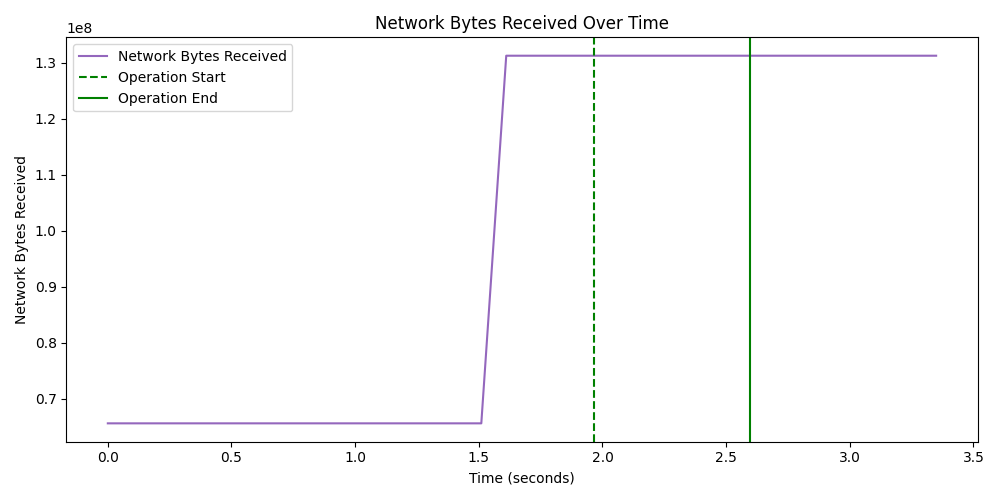 Network Bytes Received Over Time
1e8
Network Bytes Received
Operation Start
Operation End
1.3
1.2
1.1
1.0
0.9
0.8
0.7
Network Bytes Received
0.0 0.5 1.0 1.5 2.0 2.5 3.0 3.5
Time (seconds)